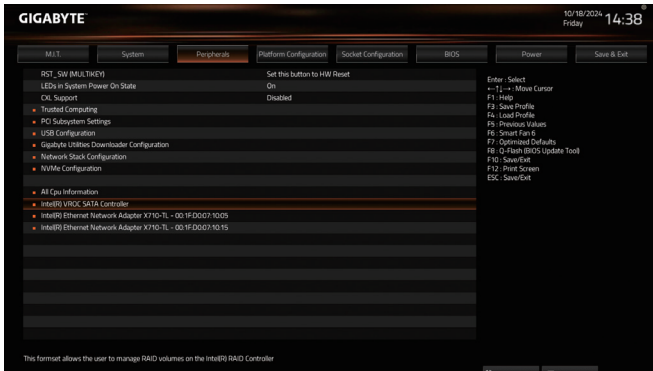 GIGABYTE™
10/18/2024 14:38
Friday
M.I.T. System Peripherals Platform Configuration Socket Configuration BIOS Power Save & Exit
RST_SW (MULTIKEY) Set this button to HW Reset
LEDs in System Power On State On
CXL Support Disabled
Trusted Computing
PCI Subsystem Settings
USB Configuration
Gigabyte Utilities Downloader Configuration
Network Stack Configuration
NVMe Configuration
All Cpu Information
Intel(R) VROC SATA Controller
Intel(R) Ethernet Network Adapter X710-TL - 00:1F:D0:07:10:05
Intel(R) Ethernet Network Adapter X710-TL - 00:1F:D0:07:10:15
Enter : Select
←↑↓→ : Move Cursor
F1 : Help
F3 : Save Profile
F4 : Load Profile
F5 : Previous Values
F6 : Smart Fan 6
F7 : Optimized Defaults
F8 : Q-Flash (BIOS Update Tool)
F10 : Save/Exit
F12 : Print Screen
ESC : Save/Exit
This formset allows the user to manage RAID volumes on the Intel(R) RAID Controller